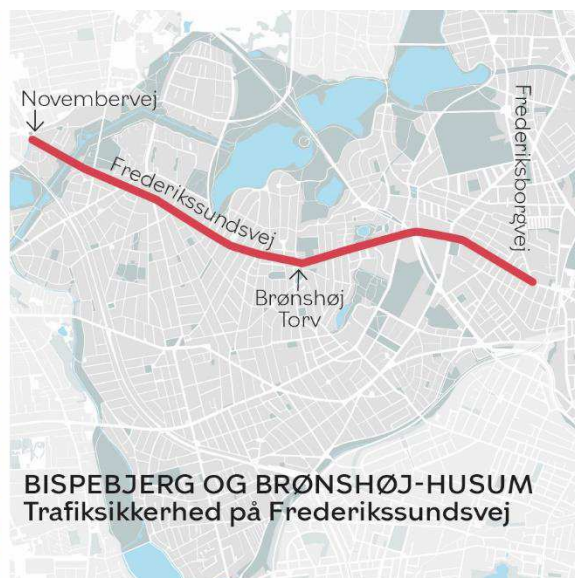 Novembervej
Frederikssundsvej
Frederiksborgvej
Brønshøj
Torv
BISPEBJERG OG BRØNSHØJ-HUSUM
Trafiksikkerhed på Frederikssundsvej